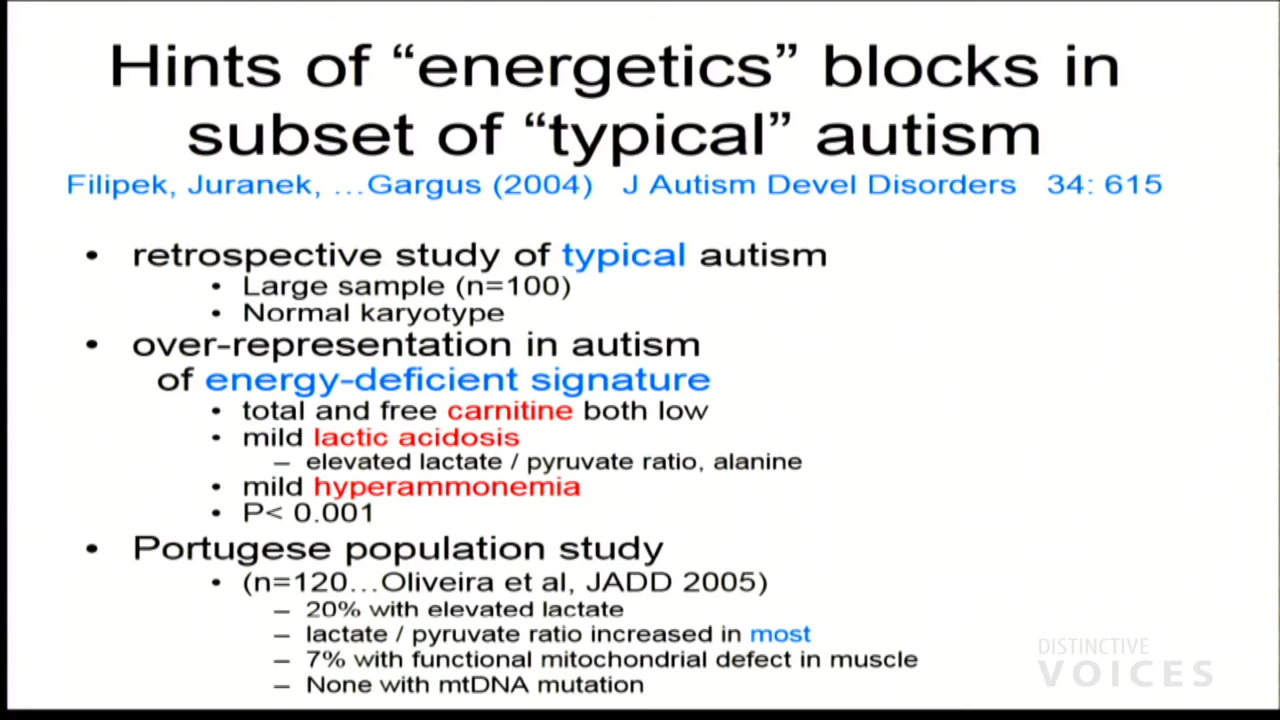 Hints of “energetics” blocks in
subset of “typical” autism
Filipek, Juranek, …Gargus (2004) J Autism Devel Disorders 34: 615
• retrospective study of typical autism
• Large sample (n=100)
• Normal karyotype
• over-representation in autism
of energy-deficient signature
• total and free carnitine both low
• mild lactic acidosis
– elevated lactate / pyruvate ratio, alanine
• mild hyperammonemia
• P< 0.001
• Portugese population study
• (n=120…Oliveira et al, JADD 2005)
– 20% with elevated lactate
– lactate / pyruvate ratio increased in most
– 7% with functional mitochondrial defect in muscle
– None with mtDNA mutation
DISTINCTIVE
VOICES